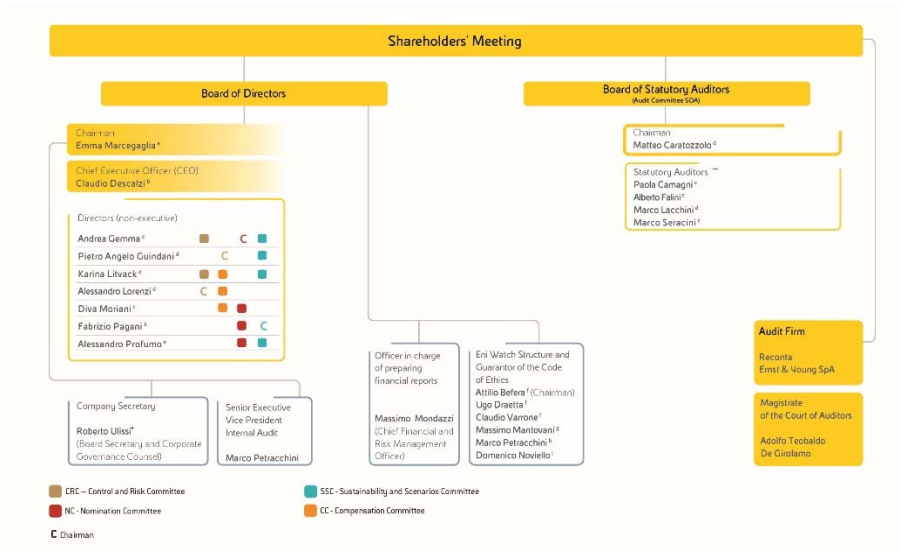 Shareholders' Meeting
Board of Directors
Board of Statutory Auditors
(Audit Committee SOA)
Chairman
Emma Marcegaglia a
Chief Executive Officer (CEO)
Claudio Descalzi b
Directors (non-executive)
Andrea Gemma c C
Pietro Angelo Guindani d C
Karina Litvack d
Alessandro Lorenzi d C
Diva Moriani c
Fabrizio Pagani b C
Alessandro Profumo
Chairman
Matteo Caratozzolo d
Statutory Auditors **
Paola Camagni
Alberto Falini
Marco Lacchini d
Marco Seracini
Company Secretary
Roberto Ulissi*
(Board Secretary and Corporate
Governance Counsel)
Senior Executive
Vice President
Internal Audit
Marco Petracchini
Officer in charge
of preparing
financial reports
Massimo Mondazzi
(Chief Financial and
Risk Management
Officer)
Eni Watch Structure and
Guarantor of the Code
of Ethics
Attilio Befera f (Chairman)
Ugo Draetta f
Claudio Varrone f
Massimo Mantovani g
Marco Petracchini h
Domenico Noviello
Audit Firm
Reconta
Ernst & Young SpA
Magistrate
of the Court of Auditors
Adolfo Teobaldo
De Girolamo
CRC – Control and Risk Committee
SSC - Sustainability and Scenarios Committee
NC - Nomination Committee
CC - Compensation Committee
C Chairman